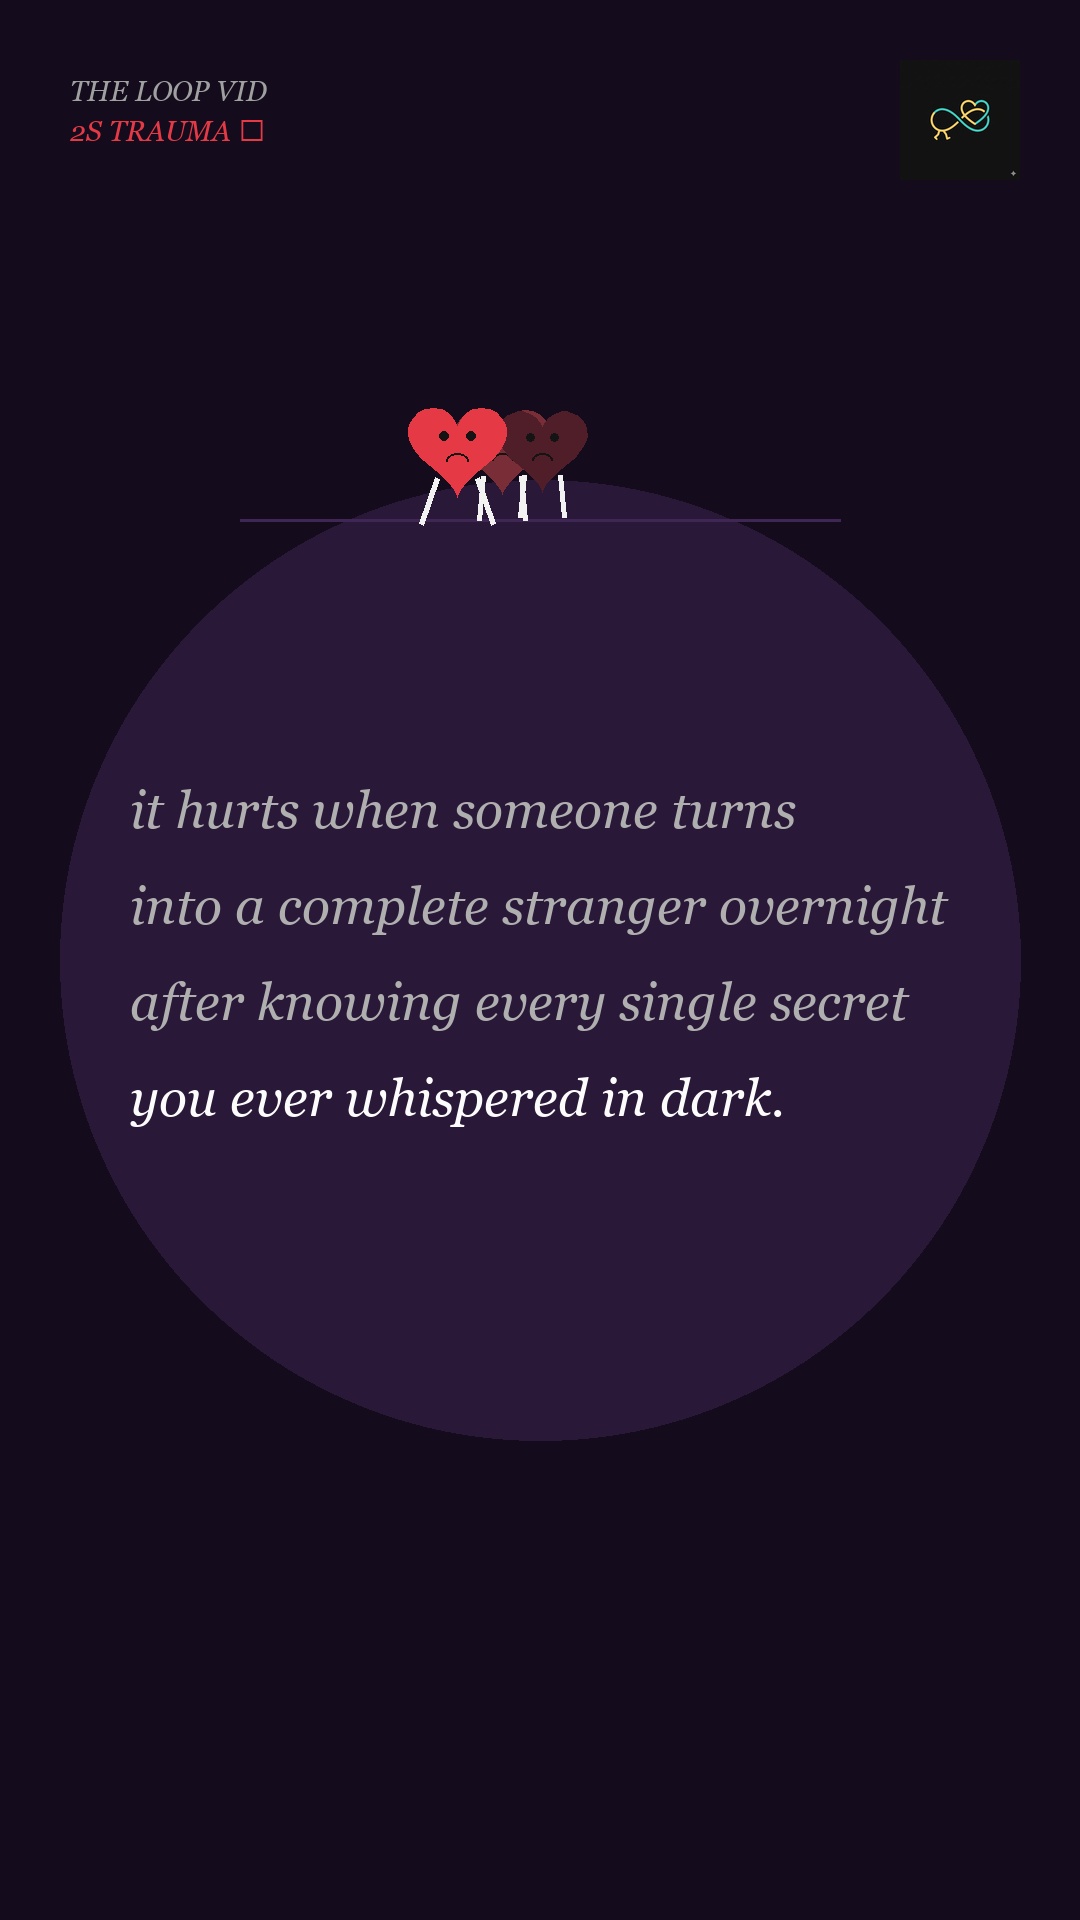 THE LOOP VID
2S TRAUMA □
it hurts when someone turns
into a complete stranger overnight
after knowing every single secret
you ever whispered in dark.